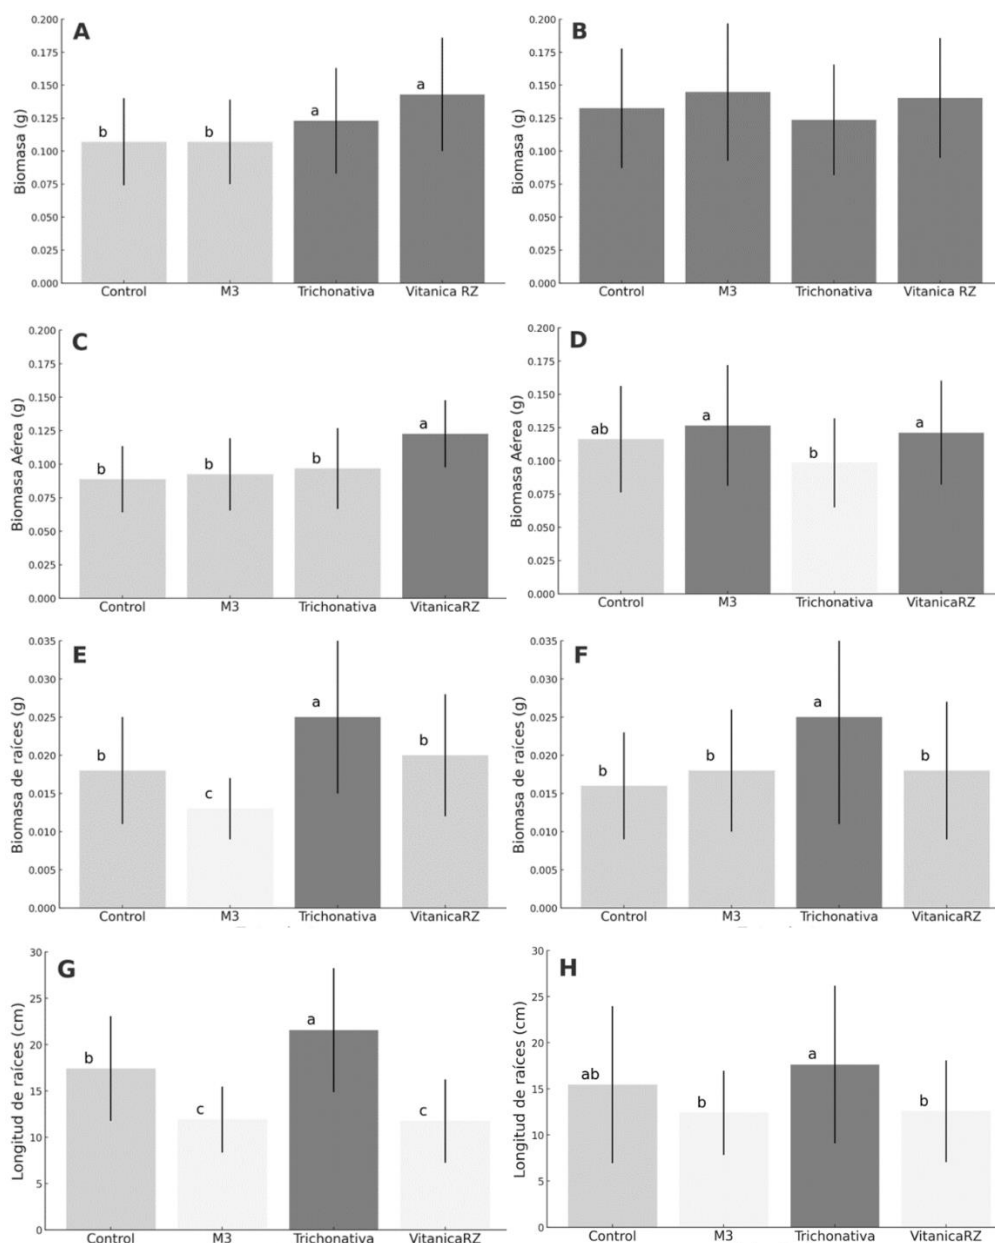 A
Biomasa (g)
0.200
0.175
0.150
0.125
0.100
0.075
0.050
0.025
0.000
b
b
a
a
Control
M3
Trichonativa
Vitanica RZ
B
Biomasa (g)
0.200
0.175
0.150
0.125
0.100
0.075
0.050
0.025
0.000
Control
M3
Trichonativa
Vitanica RZ
C
Biomasa Aérea (g)
0.200
0.175
0.150
0.125
0.100
0.075
0.050
0.025
0.000
b
b
b
a
Control
M3
Trichonativa
VitanicaRZ
D
Biomasa Aérea (g)
0.200
0.175
0.150
0.125
0.100
0.075
0.050
0.025
0.000
ab
a
b
a
Control
M3
Trichonativa
VitanicaRZ
E
Biomasa de raíces (g)
0.035
0.030
0.025
0.020
0.015
0.010
0.005
0.000
b
c
a
b
Control
M3
Trichonativa
VitanicaRZ
F
Biomasa de raíces (g)
0.035
0.030
0.025
0.020
0.015
0.010
0.005
0.000
b
b
a
b
Control
M3
Trichonativa
VitanicaRZ
G
Longitud de raíces (cm)
30
25
20
15
10
5
0
b
c
a
c
Control
M3
Trichonativa
VitanicaRZ
H
Longitud de raíces (cm)
30
25
20
15
10
5
0
ab
b
a
b
Control
M3
Trichonativa
VitanicaRZ